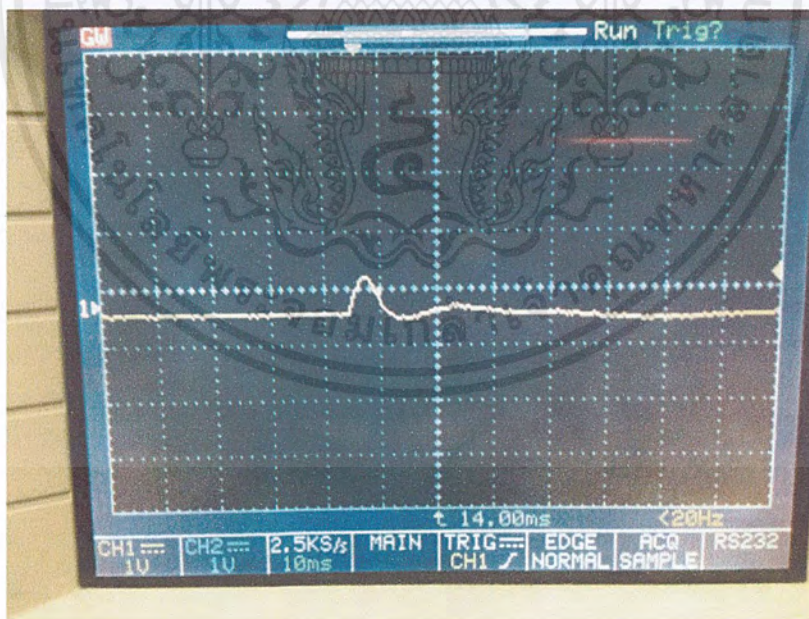 GW Run Trig?
1
t 14.00ms <20Hz
CH1 CH2 2.5KS/s MAIN TRIG EDGE ACQ RS232
1V 1V 10ms CH1 NORMAL SAMPLE